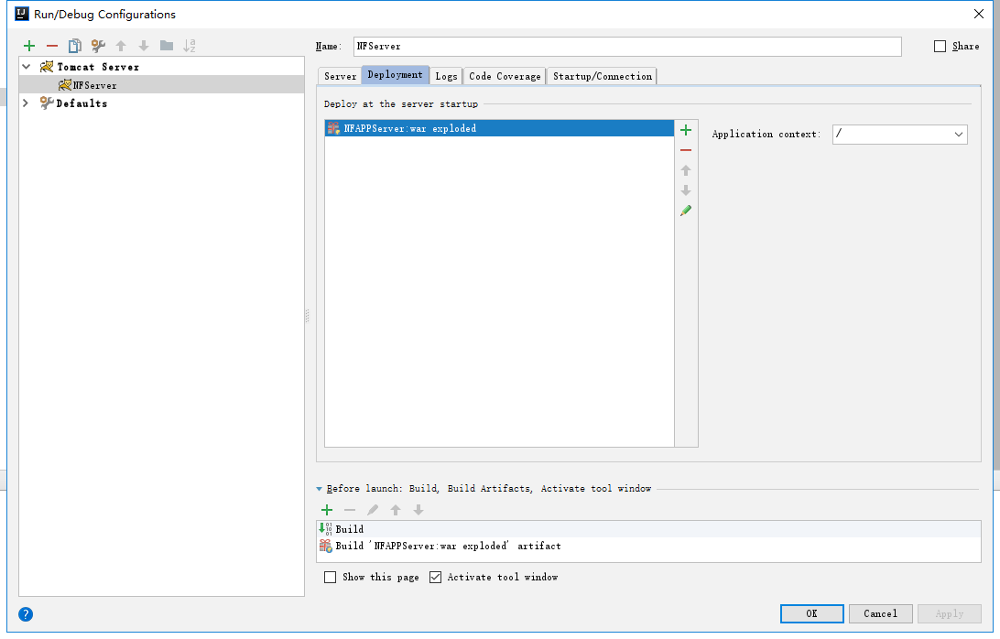 Run/Debug Configurations
Name: NFServer
Share
Tomcat Server
NFServer
Defaults
Server Deployment Logs Code Coverage Startup/Connection
Deploy at the server startup
NFAPPServer:war exploded
Application context: /
Before launch: Build, Build Artifacts, Activate tool window
Build
Build 'NFAPPServer:war exploded' artifact
Show this page Activate tool window
?
OK Cancel Apply